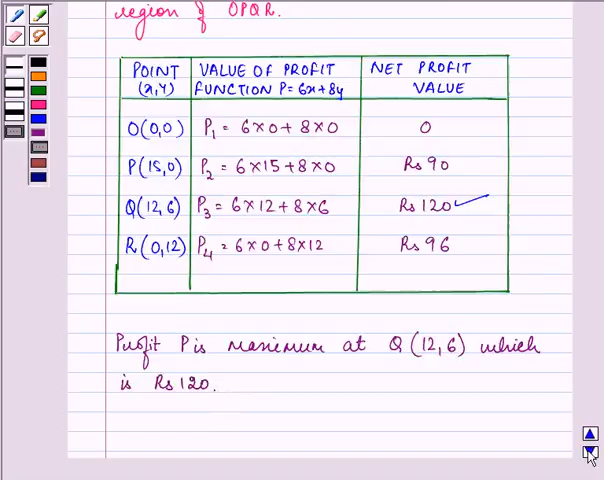 region of OPQR.
POINT (x,y) VALUE OF PROFIT FUNCTION P=6x+8y NET PROFIT VALUE
O(0,0) P1 = 6×0+8×0 0
P(15,0) P2 = 6×15+8×0 Rs 90
Q(12,6) P3 = 6×12+8×6 Rs 120
R(0,12) P4 = 6×0+8×12 Rs 96
Profit P is maximum at Q(12,6) which
is Rs 120.